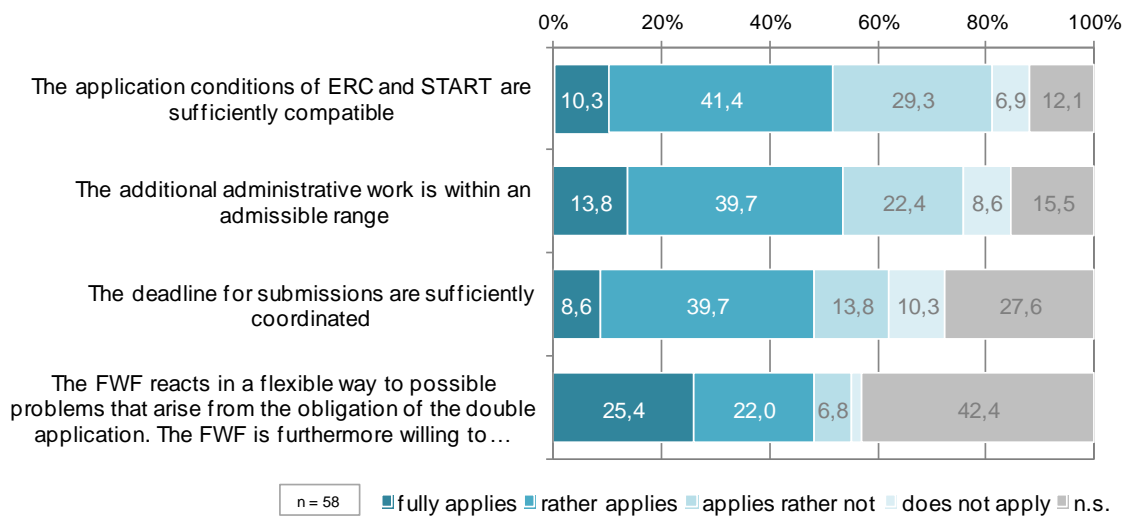 0% 20% 40% 60% 80% 100%
The application conditions of ERC and START are
sufficiently compatible
10,3 41,4 29,3 6,9 12,1
The additional administrative work is within an
admissible range
13,8 39,7 22,4 8,6 15,5
The deadline for submissions are sufficiently
coordinated
8,6 39,7 13,8 10,3 27,6
The FWF reacts in a flexible way to possible
problems that arise from the obligation of the double
application. The FWF is furthermore willing to…
25,4 22,0 6,8 42,4
n = 58 fully applies rather applies applies rather not does not apply n.s.